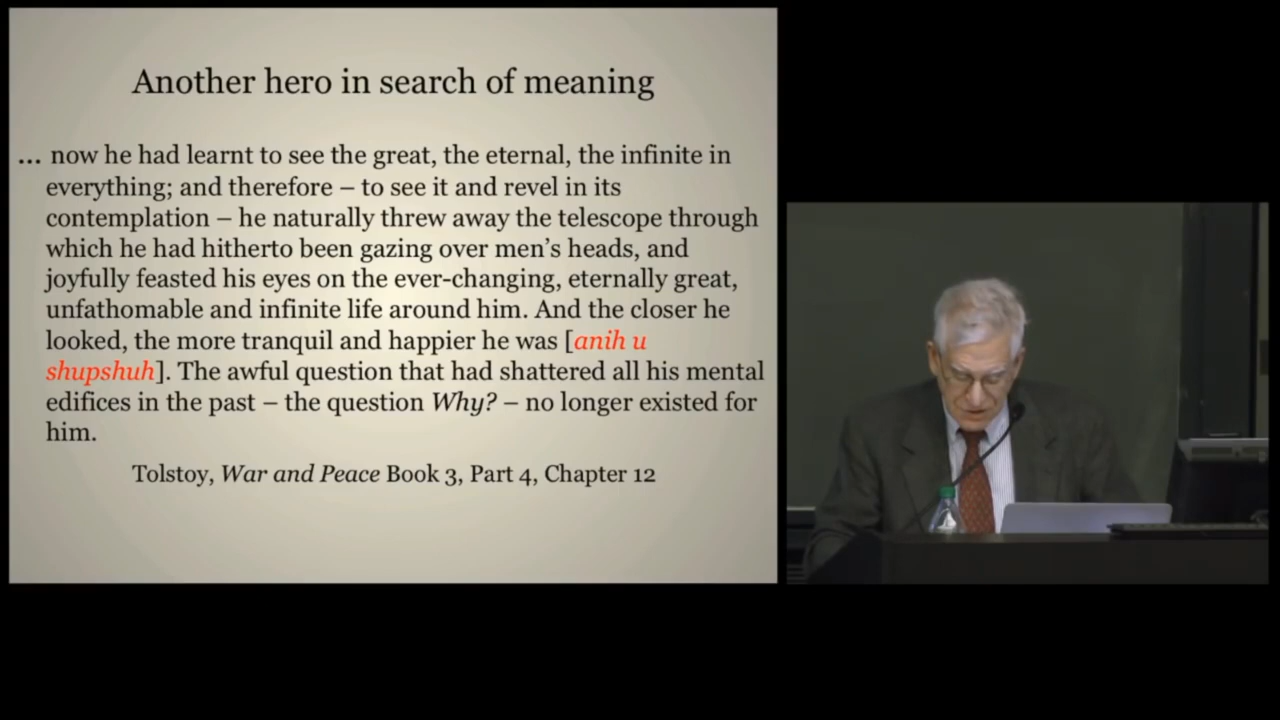 Another hero in search of meaning
... now he had learnt to see the great, the eternal, the infinite in
everything; and therefore – to see it and revel in its
contemplation – he naturally threw away the telescope through
which he had hitherto been gazing over men’s heads, and
joyfully feasted his eyes on the ever-changing, eternally great,
unfathomable and infinite life around him. And the closer he
looked, the more tranquil and happier he was [anih u
shupshuh]. The awful question that had shattered all his mental
edifices in the past – the question Why? – no longer existed for
him.
Tolstoy, War and Peace Book 3, Part 4, Chapter 12